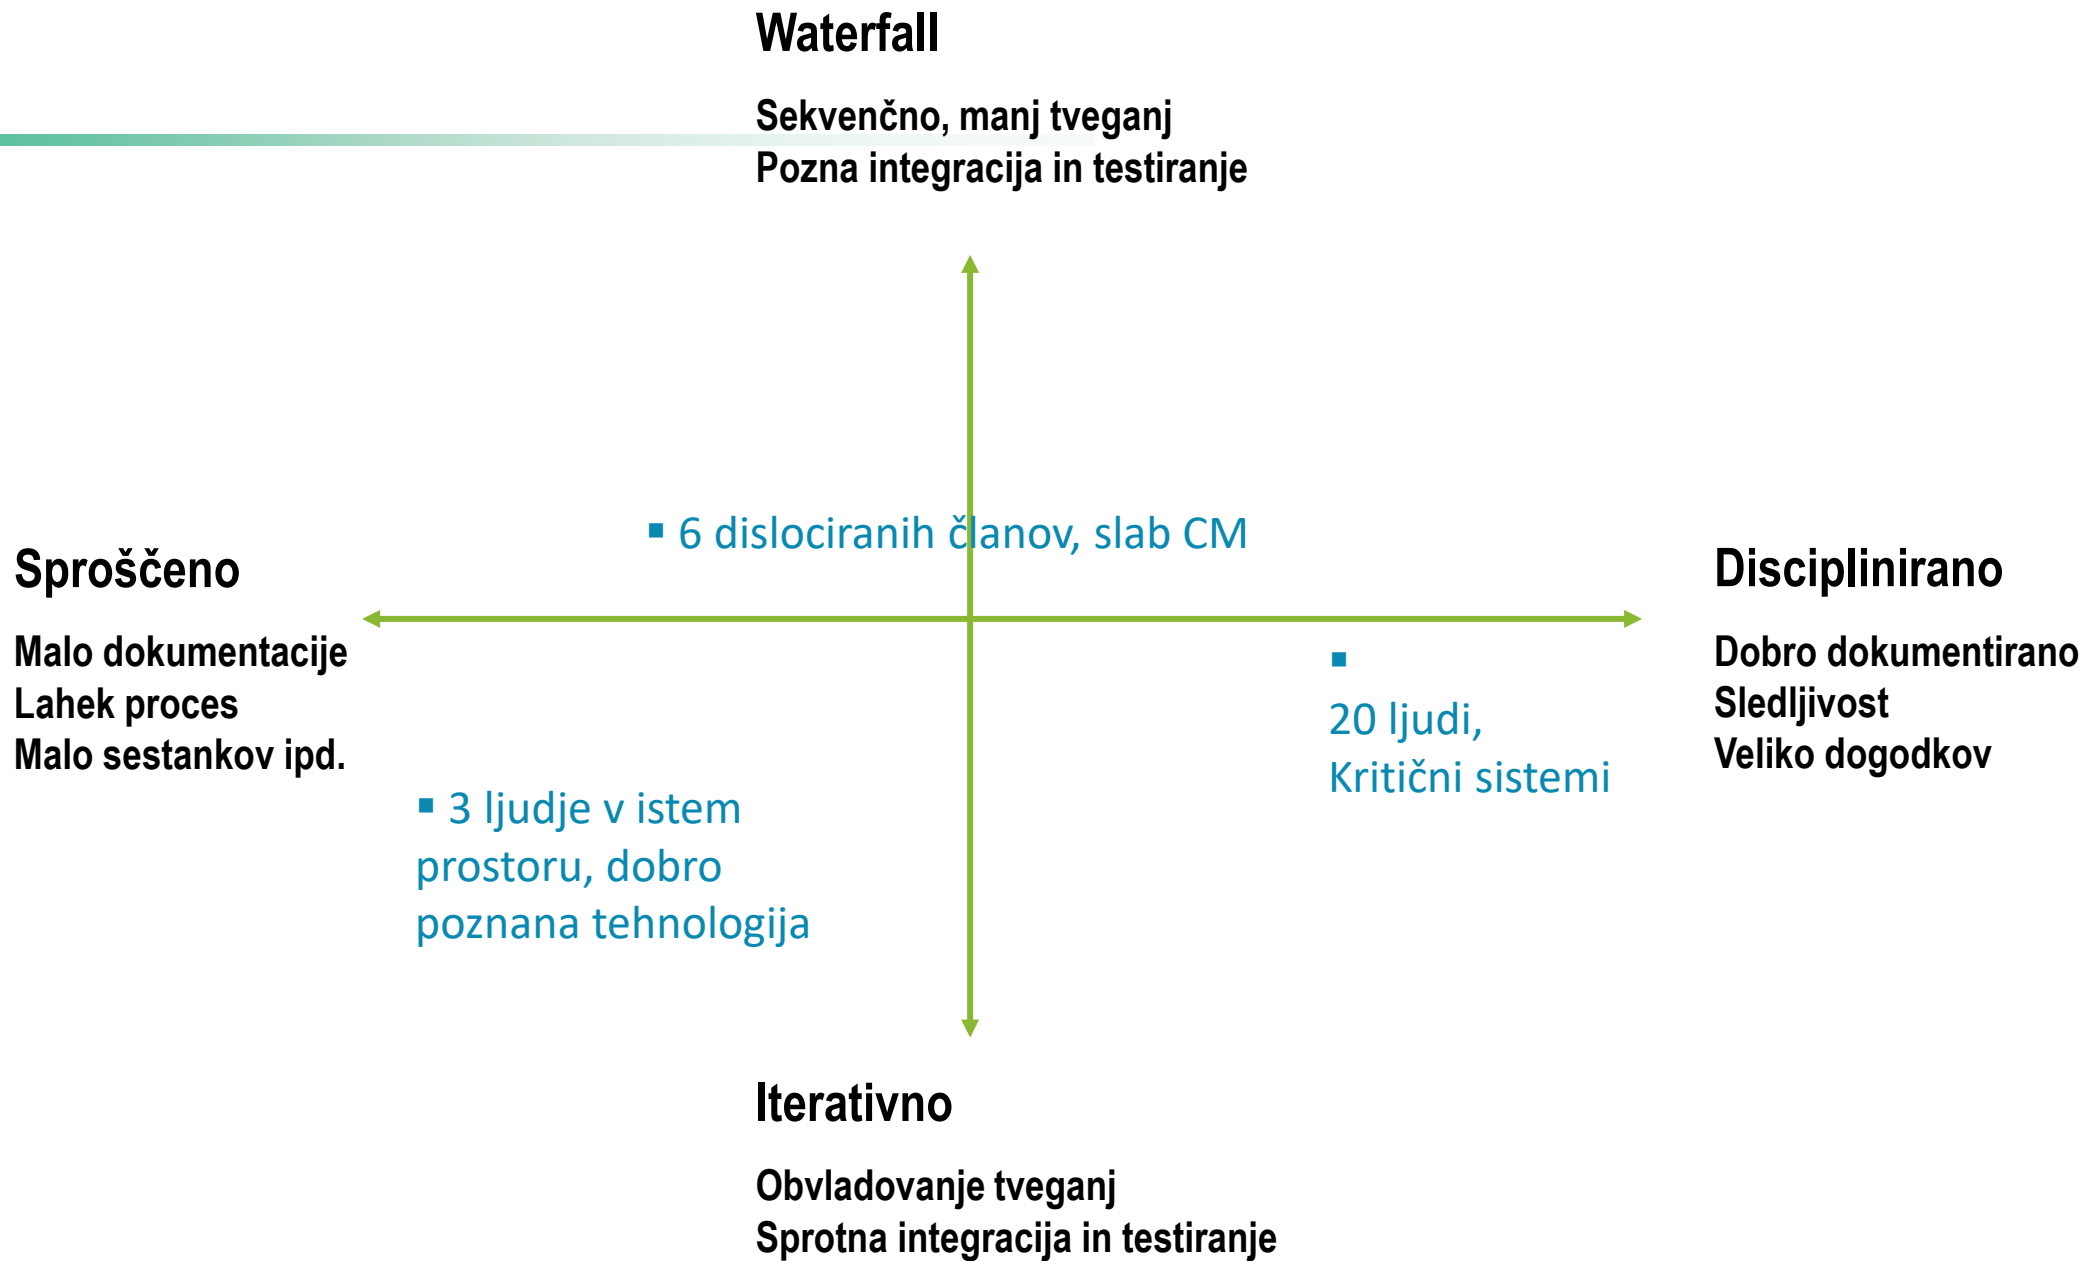 Waterfall
Sekvenčno, manj tveganj
Pozna integracija in testiranje
▪ 6 dislociranih članov, slab CM
Sproščeno
Malo dokumentacije
Lahek proces
Malo sestankov ipd.
Disciplinirano
Dobro dokumentirano
Sledljivost
Veliko dogodkov
▪
20 ljudi,
Kritični sistemi
▪ 3 ljudje v istem
prostoru, dobro
poznana tehnologija
Iterativno
Obvladovanje tveganj
Sprotna integracija in testiranje